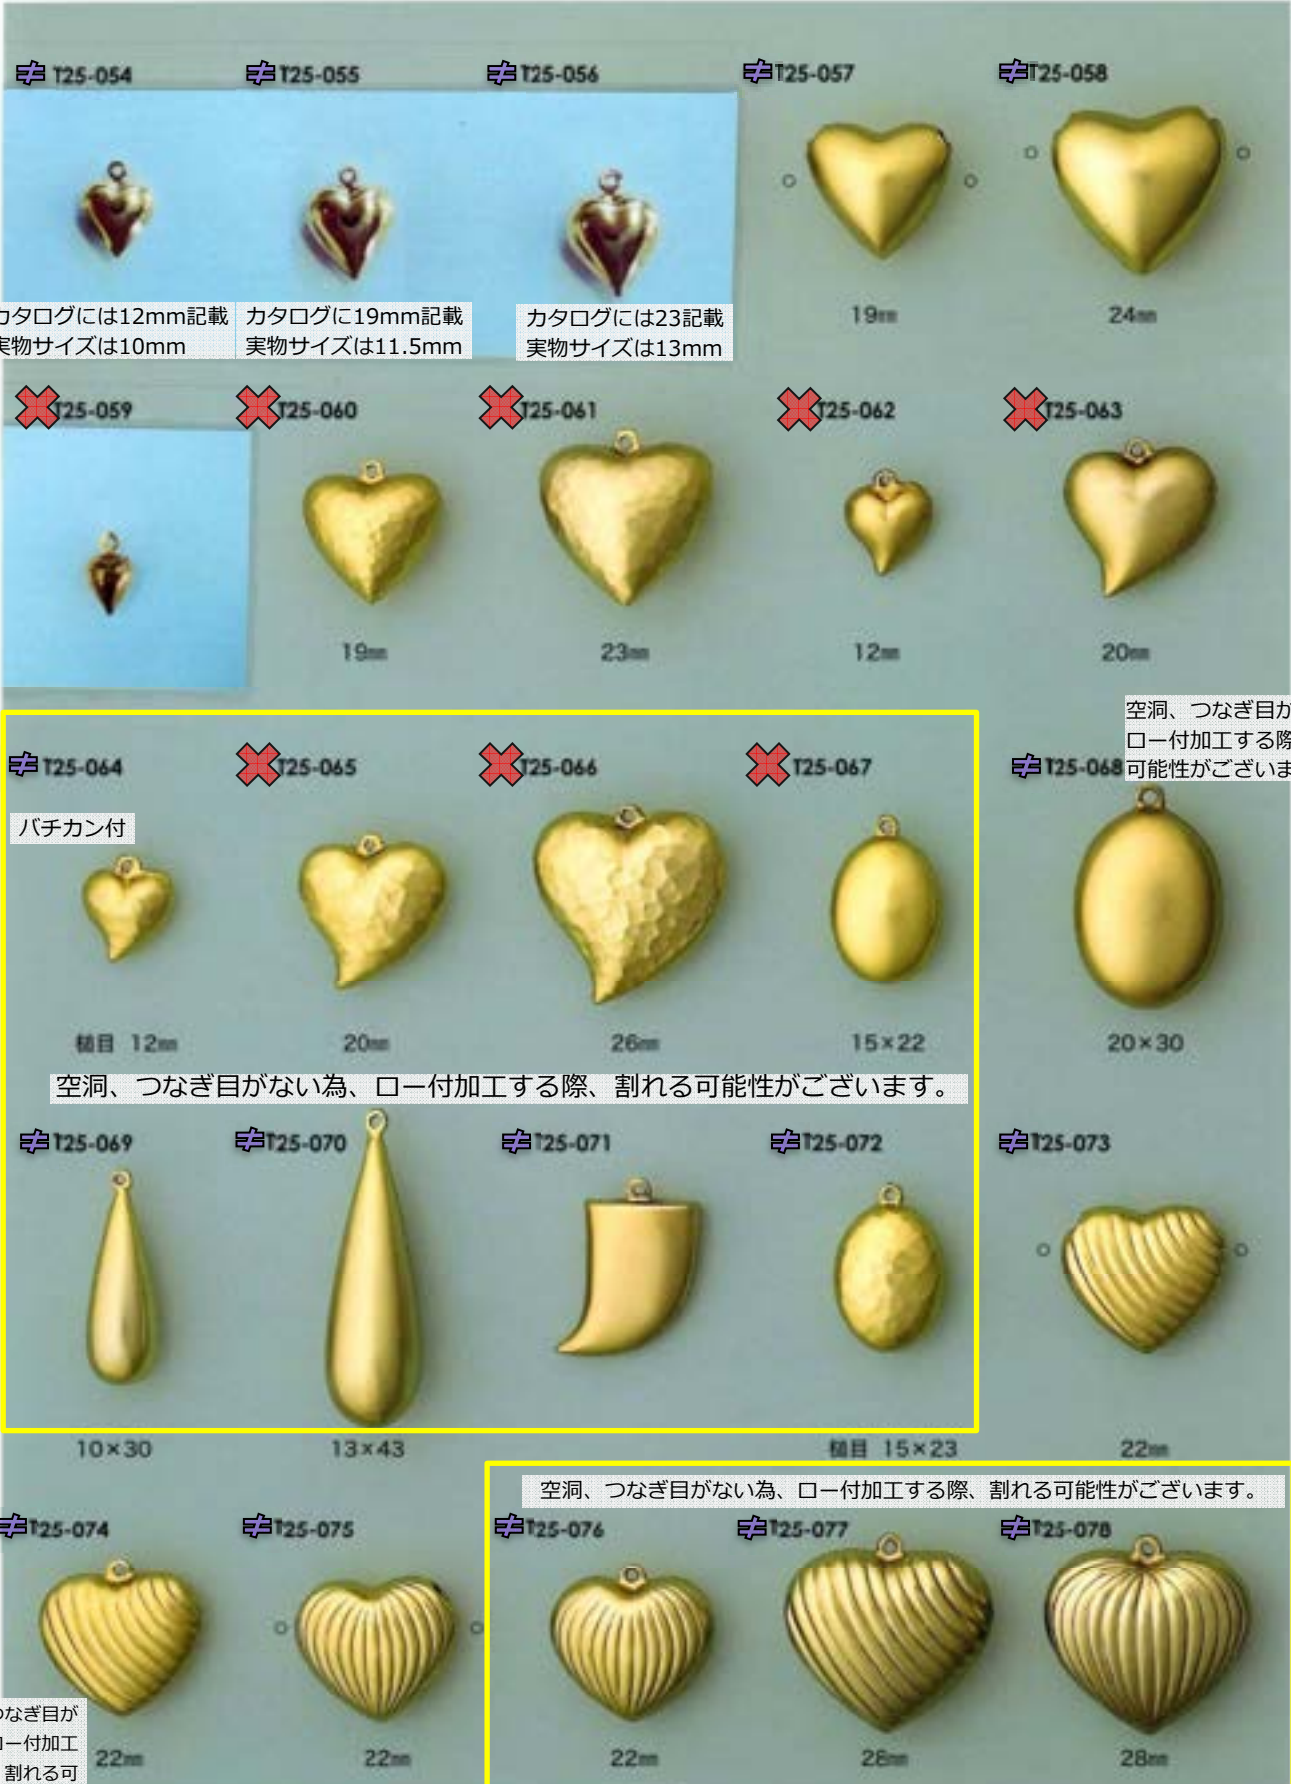 ≠ T25-054 ≠ T25-055 ≠ T25-056 ≠ T25-057 ≠ T25-058
カタログには12mm記載
実物サイズは10mm
カタログに19mm記載
実物サイズは11.5mm
カタログには23記載
実物サイズは13mm
19mm 24mm
T25-059 T25-060 T25-061 T25-062 T25-063
19mm 23mm 12mm 20mm
空洞、つなぎ目が
ロー付加工する際
可能性がございま
≠ T25-064 T25-065 T25-066 T25-067 ≠ T25-068
バチカン付
槌目 12mm 20mm 26mm 15×22 20×30
空洞、つなぎ目がない為、ロー付加工する際、割れる可能性がございます。
≠ T25-069 ≠ T25-070 ≠ T25-071 ≠ T25-072 ≠ T25-073
10×30 13×43 槌目 15×23 22mm
空洞、つなぎ目がない為、ロー付加工する際、割れる可能性がございます。
≠ T25-074 ≠ T25-075 ≠ T25-076 ≠ T25-077 ≠ T25-078
つなぎ目が
ロー付加工
割れる可
22mm 22mm 22mm 28mm 28mm